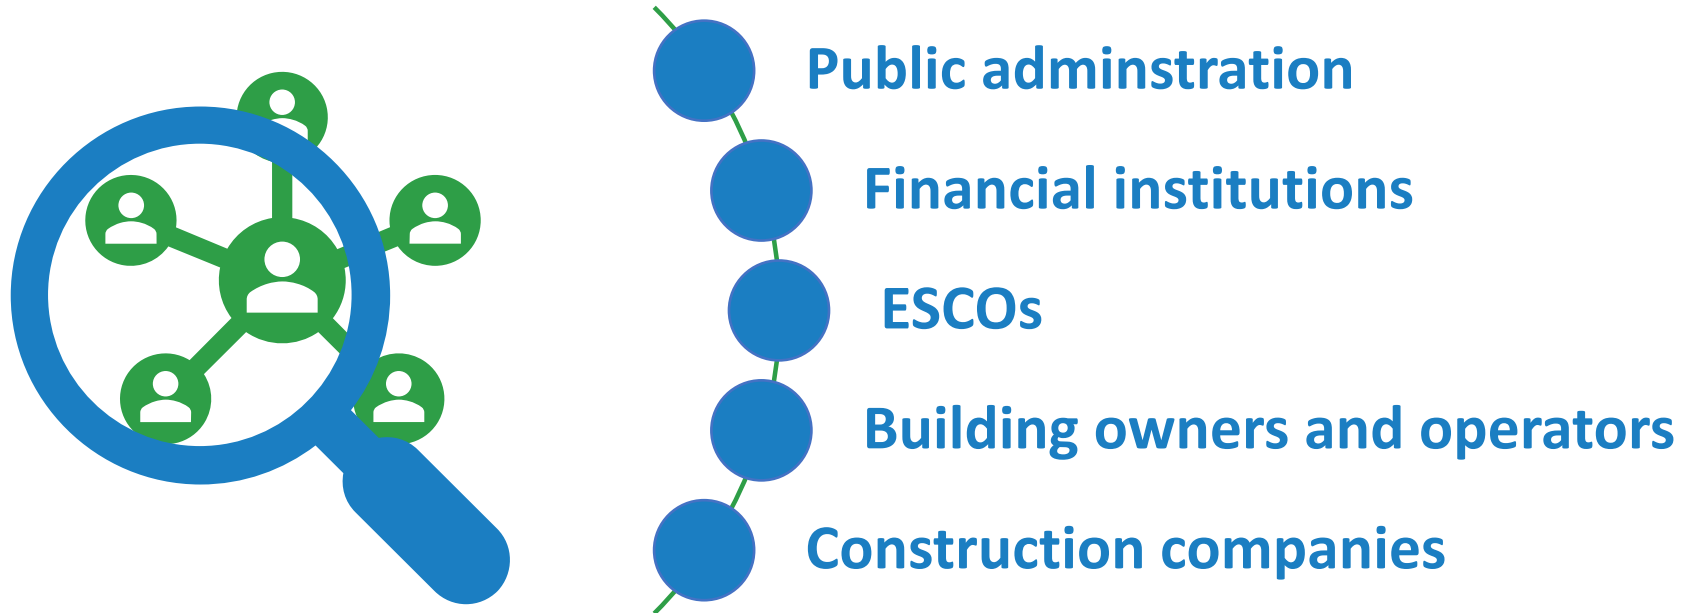 Public adminstration
Financial institutions
ESCOs
Building owners and operators
Construction companies